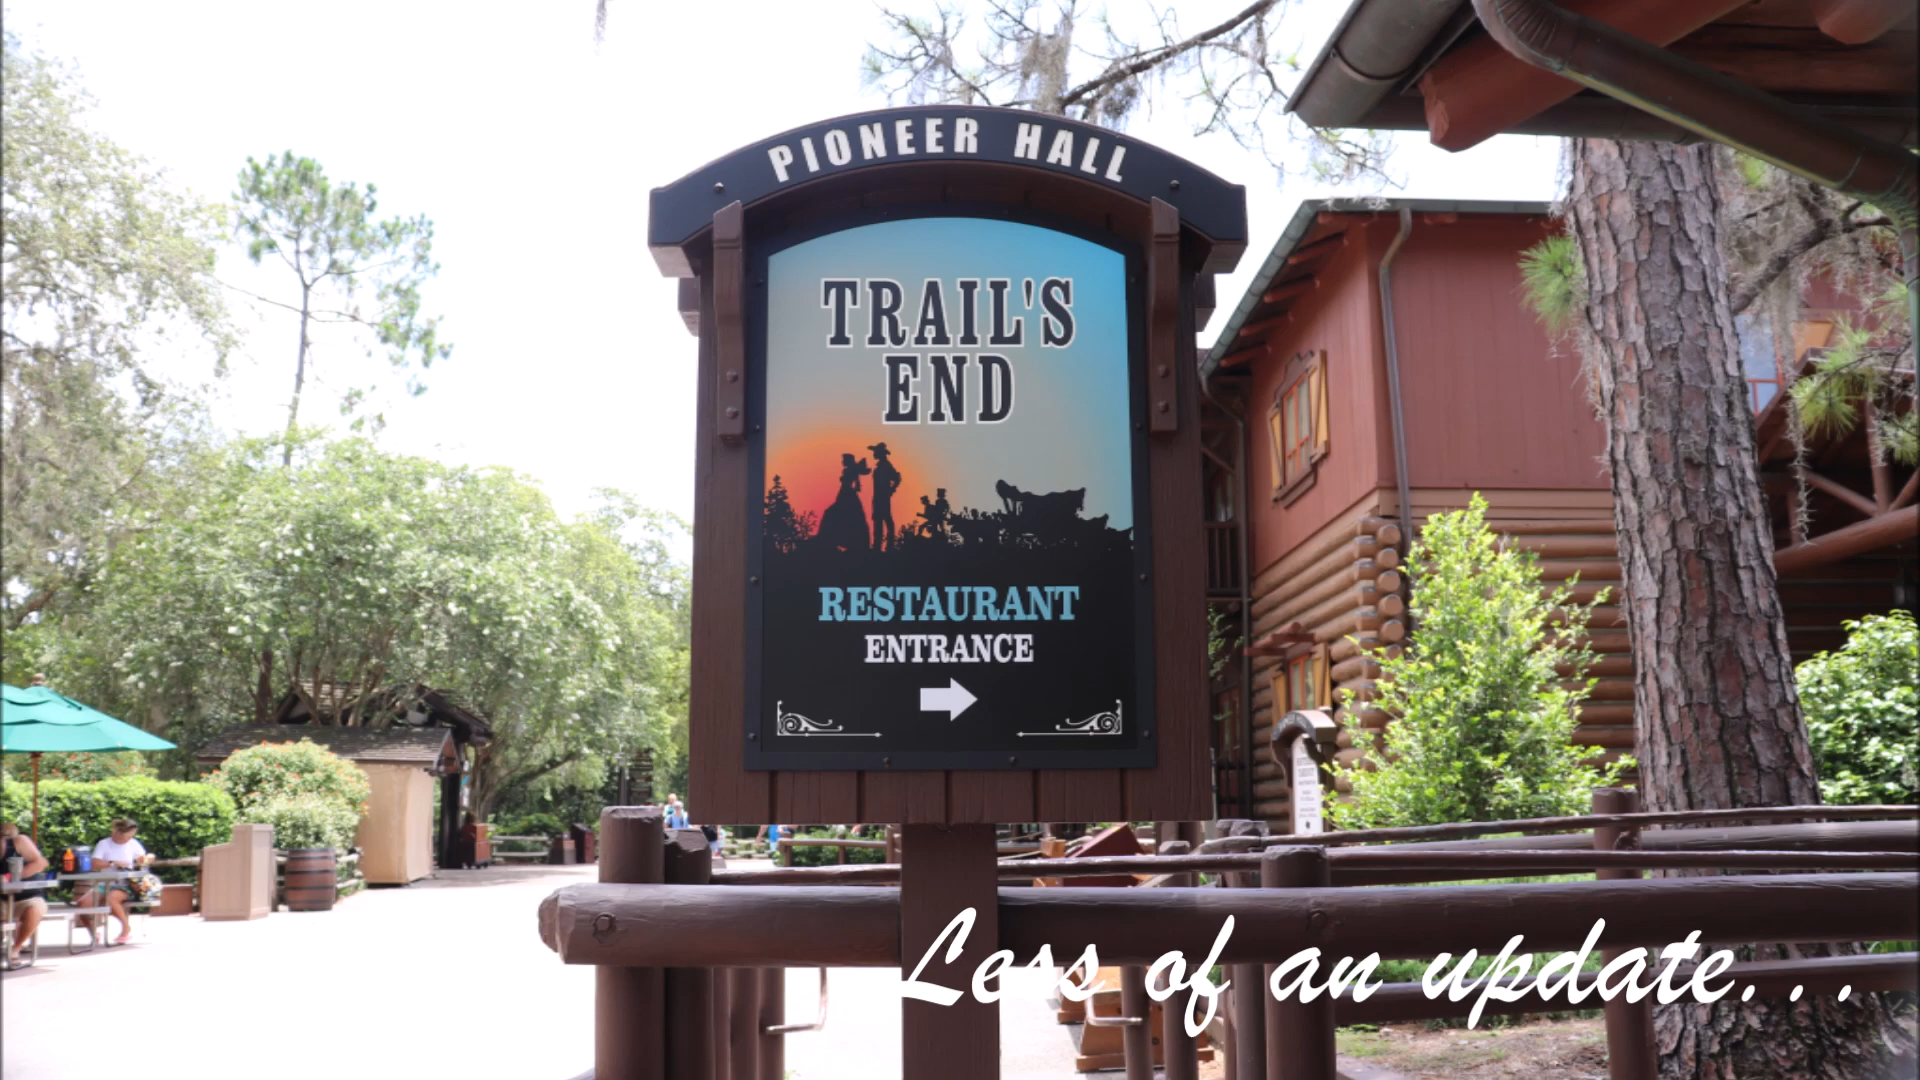 PIONEER HALL
TRAIL'S
END
RESTAURANT
ENTRANCE
Less of an update...